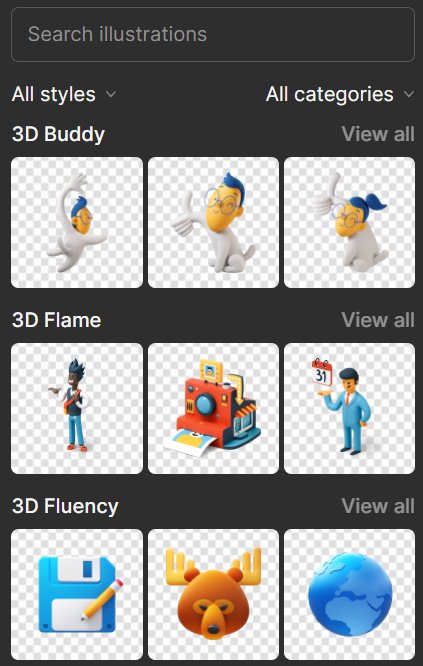 Search illustrations
All styles
All categories
3D Buddy
View all
3D Flame
View all
31
3D Fluency
View all